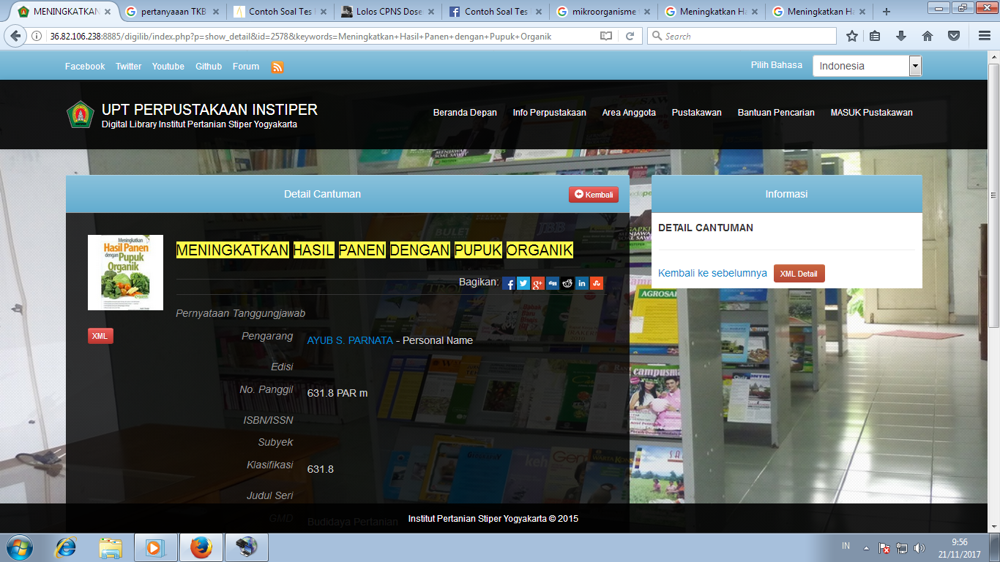 MENINGKATKAN
pertanyaaan TKB
Contoh Soal Tes
Lolos CPNS Dose
Contoh Soal Tes
mikroorganisme
Meningkatkan Ha
Meningkatkan Ha
36.82.106.238:8885/digilib/index.php?p=show_detail&id=2578&keywords=Meningkatkan+Hasil+Panen+dengan+Pupuk+Organik
Search
Facebook Twitter Youtube Github Forum
Pilih Bahasa Indonesia
UPT PERPUSTAKAAN INSTIPER
Digital Library Institut Pertanian Stiper Yogyakarta
Beranda Depan Info Perpustakaan Area Anggota Pustakawan Bantuan Pencarian MASUK Pustakawan
Detail Cantuman
Kembali
Meningkatkan
Hasil Panen
dengan Pupuk
Organik
XML
MENINGKATKAN HASIL PANEN DENGAN PUPUK ORGANIK
Bagikan:
Pernyataan Tanggungjawab
Pengarang AYUB S. PARNATA - Personal Name
Edisi
No. Panggil 631.8 PAR m
ISBN/ISSN
Subyek
Klasifikasi 631.8
Judul Seri
GMD Budidaya Pertanian
Informasi
DETAIL CANTUMAN
Kembali ke sebelumnya XML Detail
AGROSA
campusm
Institut Pertanian Stiper Yogyakarta © 2015
IN
9:56
21/11/2017